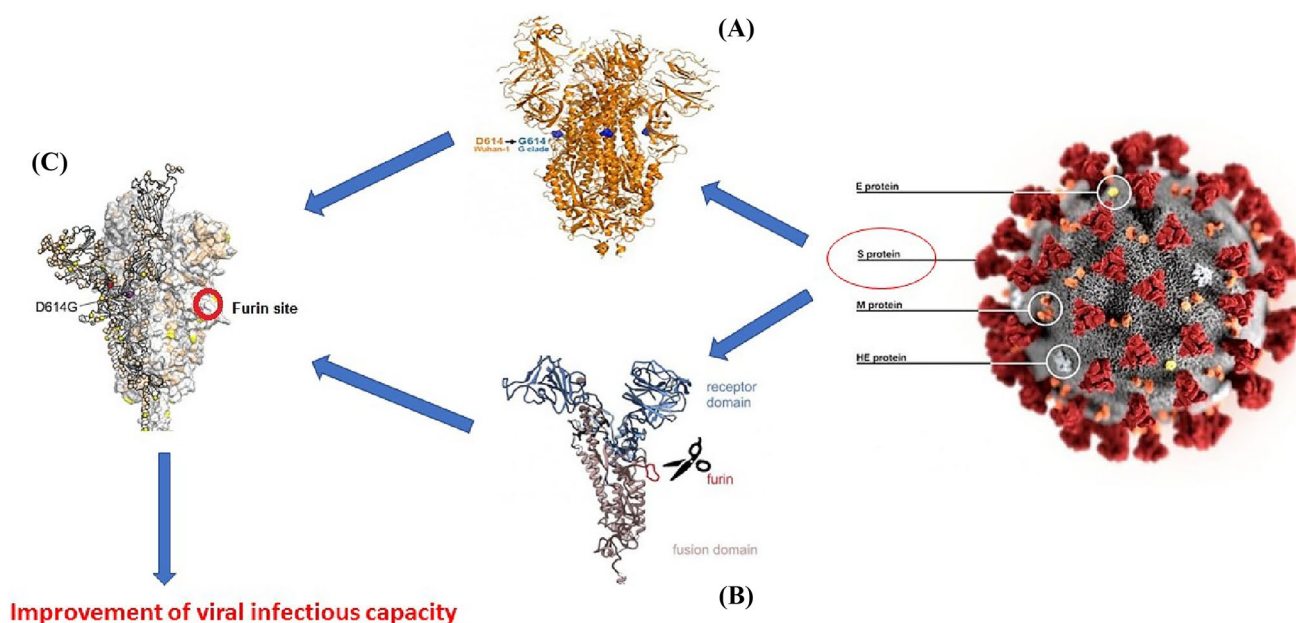 (A)
D614→G614
Wuhan-1 G clade
(C)
D614G
Furin site
E protein
S protein
M protein
HE protein
receptor
domain
furin
fusion domain
(B)
Improvement of viral infectious capacity